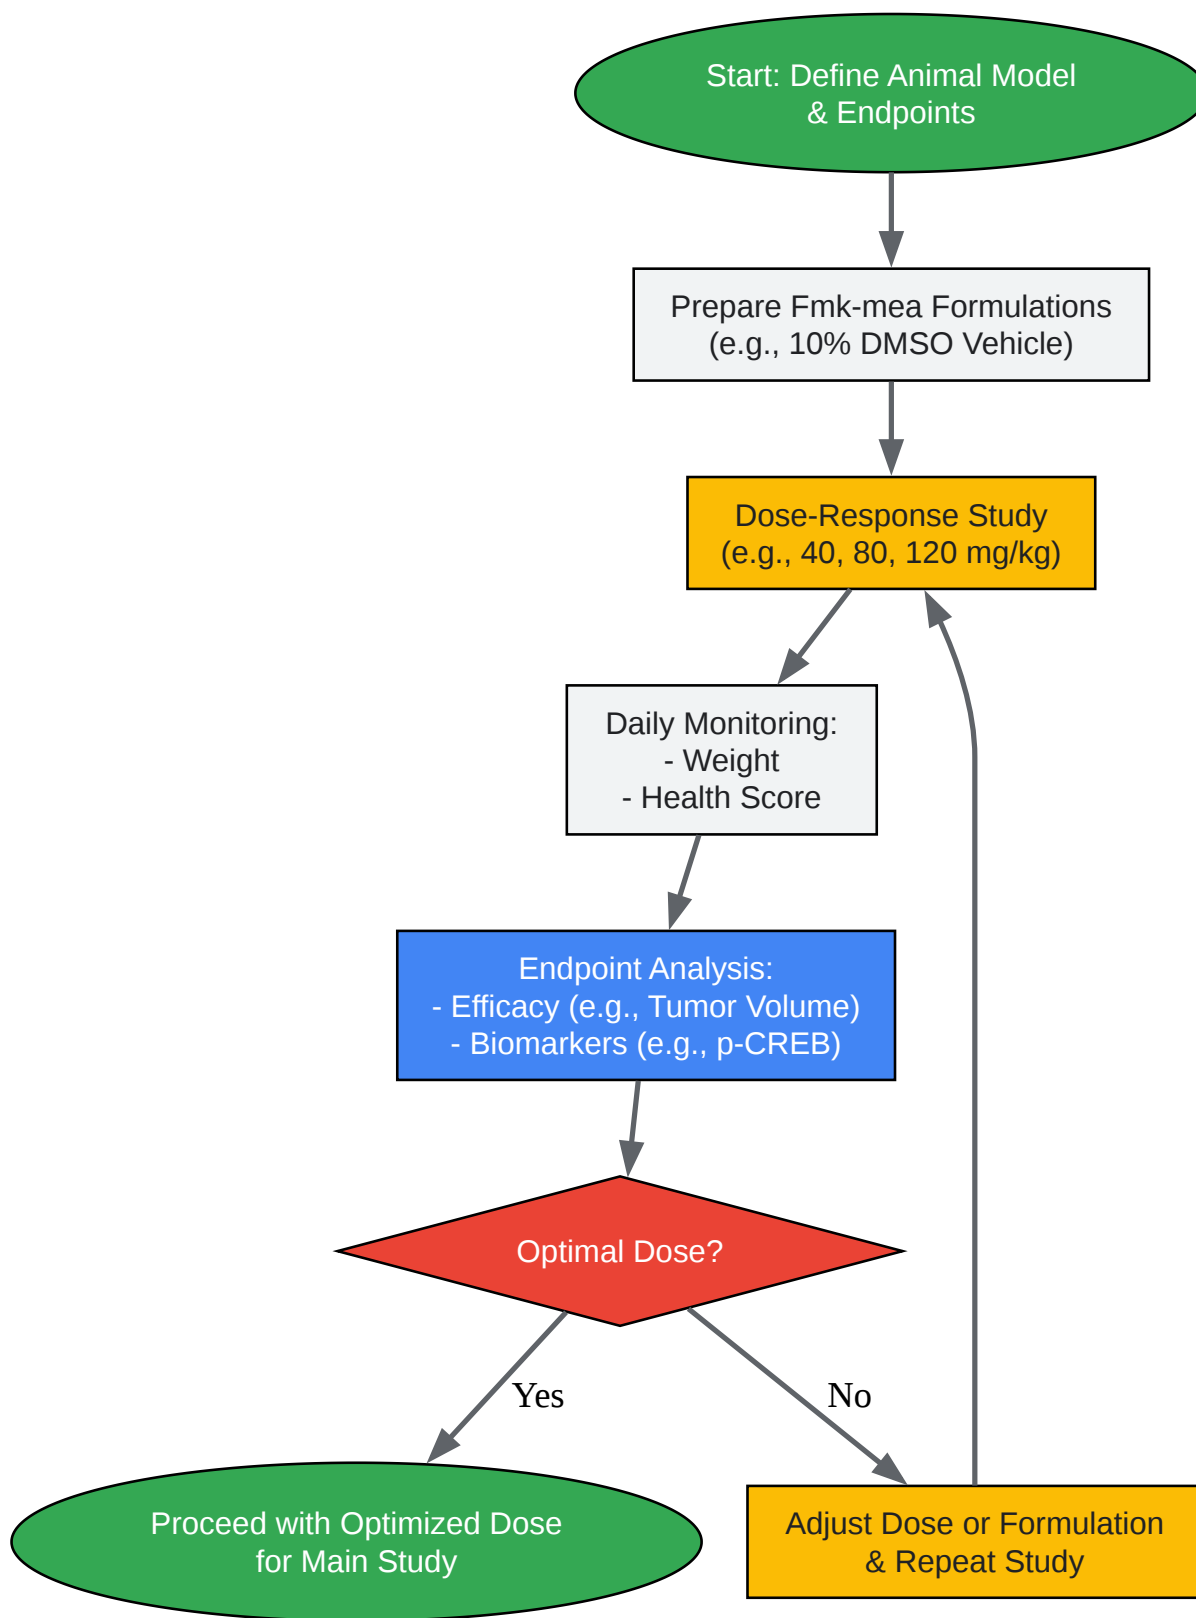 Start: Define Animal Model
& Endpoints
Prepare Fmk-mea Formulations
(e.g., 10% DMSO Vehicle)
Dose-Response Study
(e.g., 40, 80, 120 mg/kg)
Daily Monitoring:
- Weight
- Health Score
Endpoint Analysis:
- Efficacy (e.g., Tumor Volume)
- Biomarkers (e.g., p-CREB)
Optimal Dose?
Yes
No
Proceed with Optimized Dose
for Main Study
Adjust Dose or Formulation
& Repeat Study